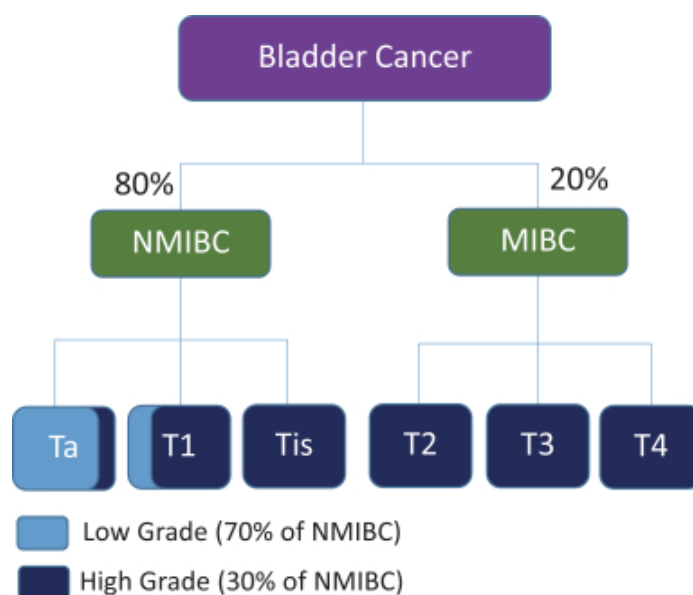 Bladder Cancer
80%
20%
NMIBC
MIBC
Ta
T1
Tis
T2
T3
T4
Low Grade (70% of NMIBC)
High Grade (30% of NMIBC)